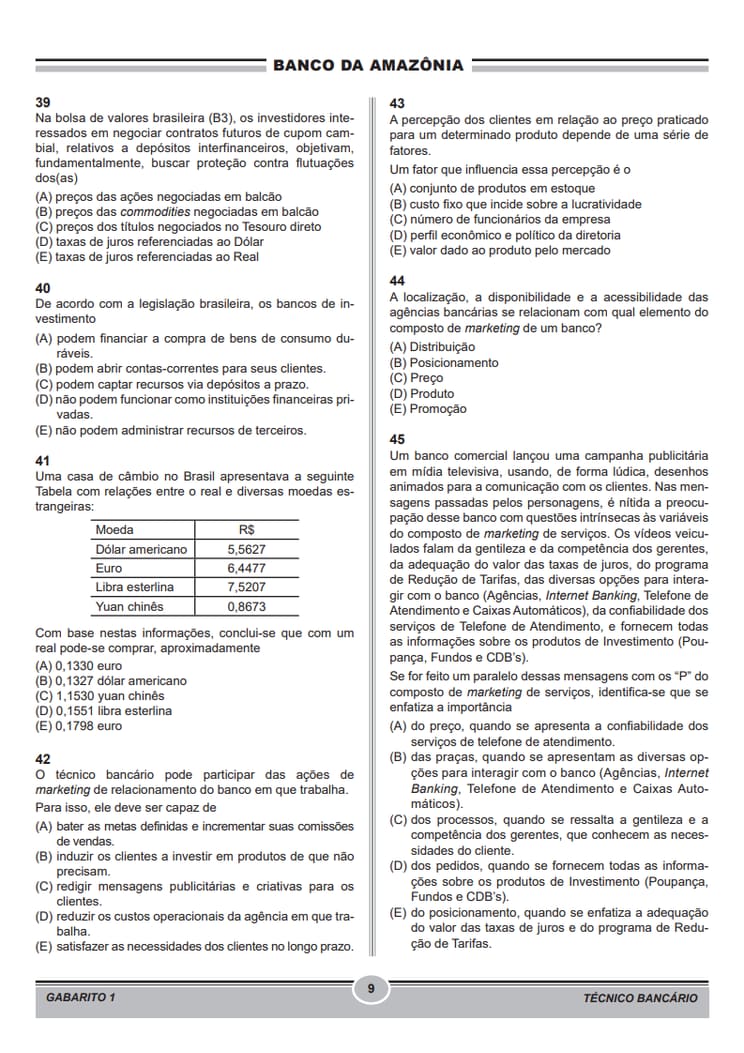 BANCO DA AMAZÔNIA
39
Na bolsa de valores brasileira (B3), os investidores inte-
ressados em negociar contratos futuros de cupom cam-
bial, relativos a depósitos interfinanceiros, objetivam,
fundamentalmente, buscar proteção contra flutuações
dos(as)
(A) preços das ações negociadas em balcão
(B) preços das commodities negociadas em balcão
(C) preços dos títulos negociados no Tesouro direto
(D) taxas de juros referenciadas ao Dólar
(E) taxas de juros referenciadas ao Real
40
De acordo com a legislação brasileira, os bancos de in-
vestimento
(A) podem financiar a compra de bens de consumo du-
ráveis.
(B) podem abrir contas-correntes para seus clientes.
(C) podem captar recursos via depósitos a prazo.
(D) não podem funcionar como instituições financeiras pri-
vadas.
(E) não podem administrar recursos de terceiros.
41
Uma casa de câmbio no Brasil apresentava a seguinte
Tabela com relações entre o real e diversas moedas es-
trangeiras:
Moeda R$
Dólar americano 5,5627
Euro 6,4477
Libra esterlina 7,5207
Yuan chinês 0,8673
Com base nestas informações, conclui-se que com um
real pode-se comprar, aproximadamente
(A) 0,1330 euro
(B) 0,1327 dólar americano
(C) 1,1530 yuan chinês
(D) 0,1551 libra esterlina
(E) 0,1798 euro
42
O técnico bancário pode participar das ações de
marketing de relacionamento do banco em que trabalha.
Para isso, ele deve ser capaz de
(A) bater as metas definidas e incrementar suas comissões
de vendas.
(B) induzir os clientes a investir em produtos de que não
precisam.
(C) redigir mensagens publicitárias e criativas para os
clientes.
(D) reduzir os custos operacionais da agência em que tra-
balha.
(E) satisfazer as necessidades dos clientes no longo prazo.
43
A percepção dos clientes em relação ao preço praticado
para um determinado produto depende de uma série de
fatores.
Um fator que influencia essa percepção é o
(A) conjunto de produtos em estoque
(B) custo fixo que incide sobre a lucratividade
(C) número de funcionários da empresa
(D) perfil econômico e político da diretoria
(E) valor dado ao produto pelo mercado
44
A localização, a disponibilidade e a acessibilidade das
agências bancárias se relacionam com qual elemento do
composto de marketing de um banco?
(A) Distribuição
(B) Posicionamento
(C) Preço
(D) Produto
(E) Promoção
45
Um banco comercial lançou uma campanha publicitária
em mídia televisiva, usando, de forma lúdica, desenhos
animados para a comunicação com os clientes. Nas men-
sagens passadas pelos personagens, é nítida a preocu-
pação desse banco com questões intrínsecas às variáveis
do composto de marketing de serviços. Os vídeos veicu-
lados falam da gentileza e da competência dos gerentes,
da adequação do valor das taxas de juros, do programa
de Redução de Tarifas, das diversas opções para intera-
gir com o banco (Agências, Internet Banking, Telefone de
Atendimento e Caixas Automáticos), da confiabilidade dos
serviços de Telefone de Atendimento, e fornecem todas
as informações sobre os produtos de Investimento (Pou-
pança, Fundos e CDB's).
Se for feito um paralelo dessas mensagens com os “P” do
composto de marketing de serviços, identifica-se que se
enfatiza a importância
(A) do preço, quando se apresenta a confiabilidade dos
serviços de telefone de atendimento.
(B) das praças, quando se apresentam as diversas op-
ções para interagir com o banco (Agências, Internet
Banking, Telefone de Atendimento e Caixas Auto-
máticos).
(C) dos processos, quando se ressalta a gentileza e a
competência dos gerentes, que conhecem as neces-
sidades do cliente.
(D) dos pedidos, quando se fornecem todas as informa-
ções sobre os produtos de Investimento (Poupança,
Fundos e CDB's).
(E) do posicionamento, quando se enfatiza a adequação
do valor das taxas de juros e do programa de Redu-
ção de Tarifas.
GABARITO 1
9
TÉCNICO BANCÁRIO